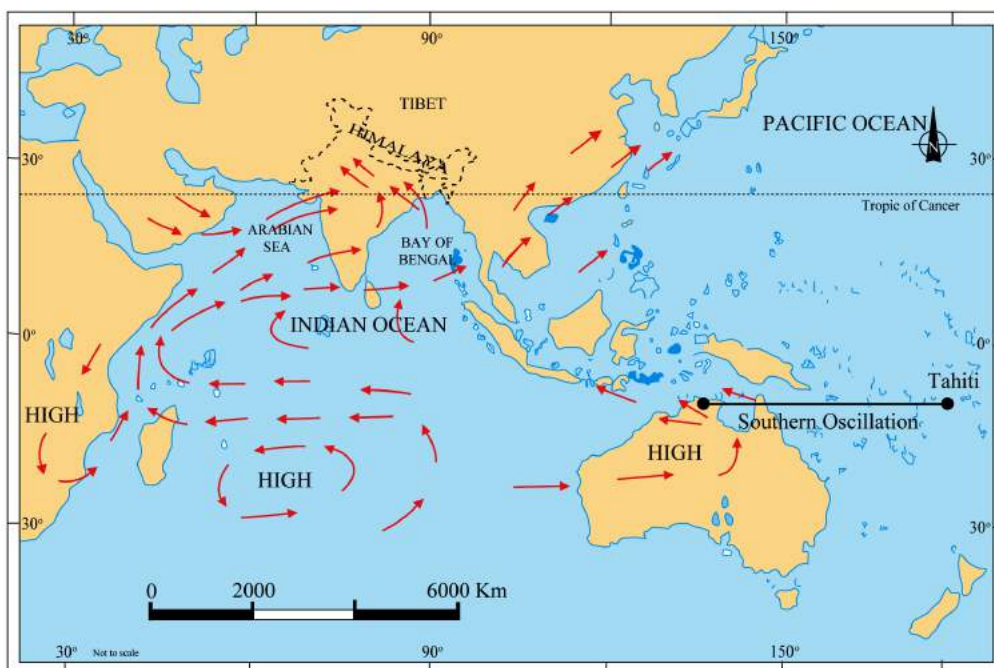 30°
90°
150°
TIBET
HIMALAYA
PACIFIC OCEAN
N
30°
30°
Tropic of Cancer
ARABIAN
SEA
BAY OF
BENGAL
INDIAN OCEAN
0°
0°
Tahiti
HIGH
Southern Oscillation
HIGH
HIGH
30°
30°
0
2000
6000 Km
30°
Not to scale
90°
150°